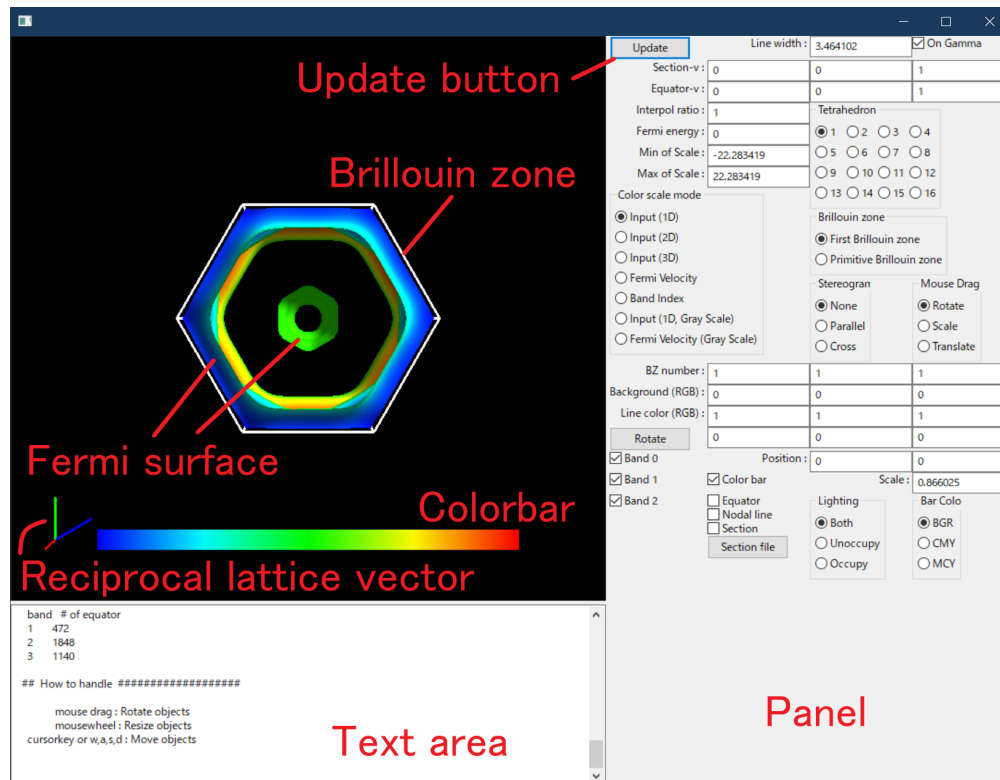 Update Line width : 3.464102 On Gamma
Section-v : 0 0 1
Equator-v : 0 0 1
Interpol ratio : 1
Fermi energy : 0
Min of Scale : -22.283419
Max of Scale : 22.283419
Tetrahedron
1 2 3 4
5 6 7 8
9 10 11 12
13 14 15 16
Color scale mode
Input (1D)
Input (2D)
Input (3D)
Fermi Velocity
Band Index
Input (1D, Gray Scale)
Fermi Velocity (Gray Scale)
Brillouin zone
First Brillouin zone
Primitive Brillouin zone
Stereogram
None
Parallel
Cross
Mouse Drag
Rotate
Scale
Translate
BZ number : 1 1 1
Background (RGB) : 0 0 0
Line color (RGB) : 1 1 1
Rotate 0 0 0
Band 0 Position : 0 0
Band 1 Color bar Scale : 0.866025
Band 2
Equator
Nodal line
Section
Section file
Lighting
Both
Unoccupy
Occupy
Bar Colo
BGR
CMY
MCY
Update button
Brillouin zone
Fermi surface
Colorbar
Reciprocal lattice vector
band # of equator
1 472
2 1848
3 1140
## How to handle ###################
mouse drag : Rotate objects
mousewheel : Resize objects
cursorkey or w,a,s,d : Move objects
Text area
Panel